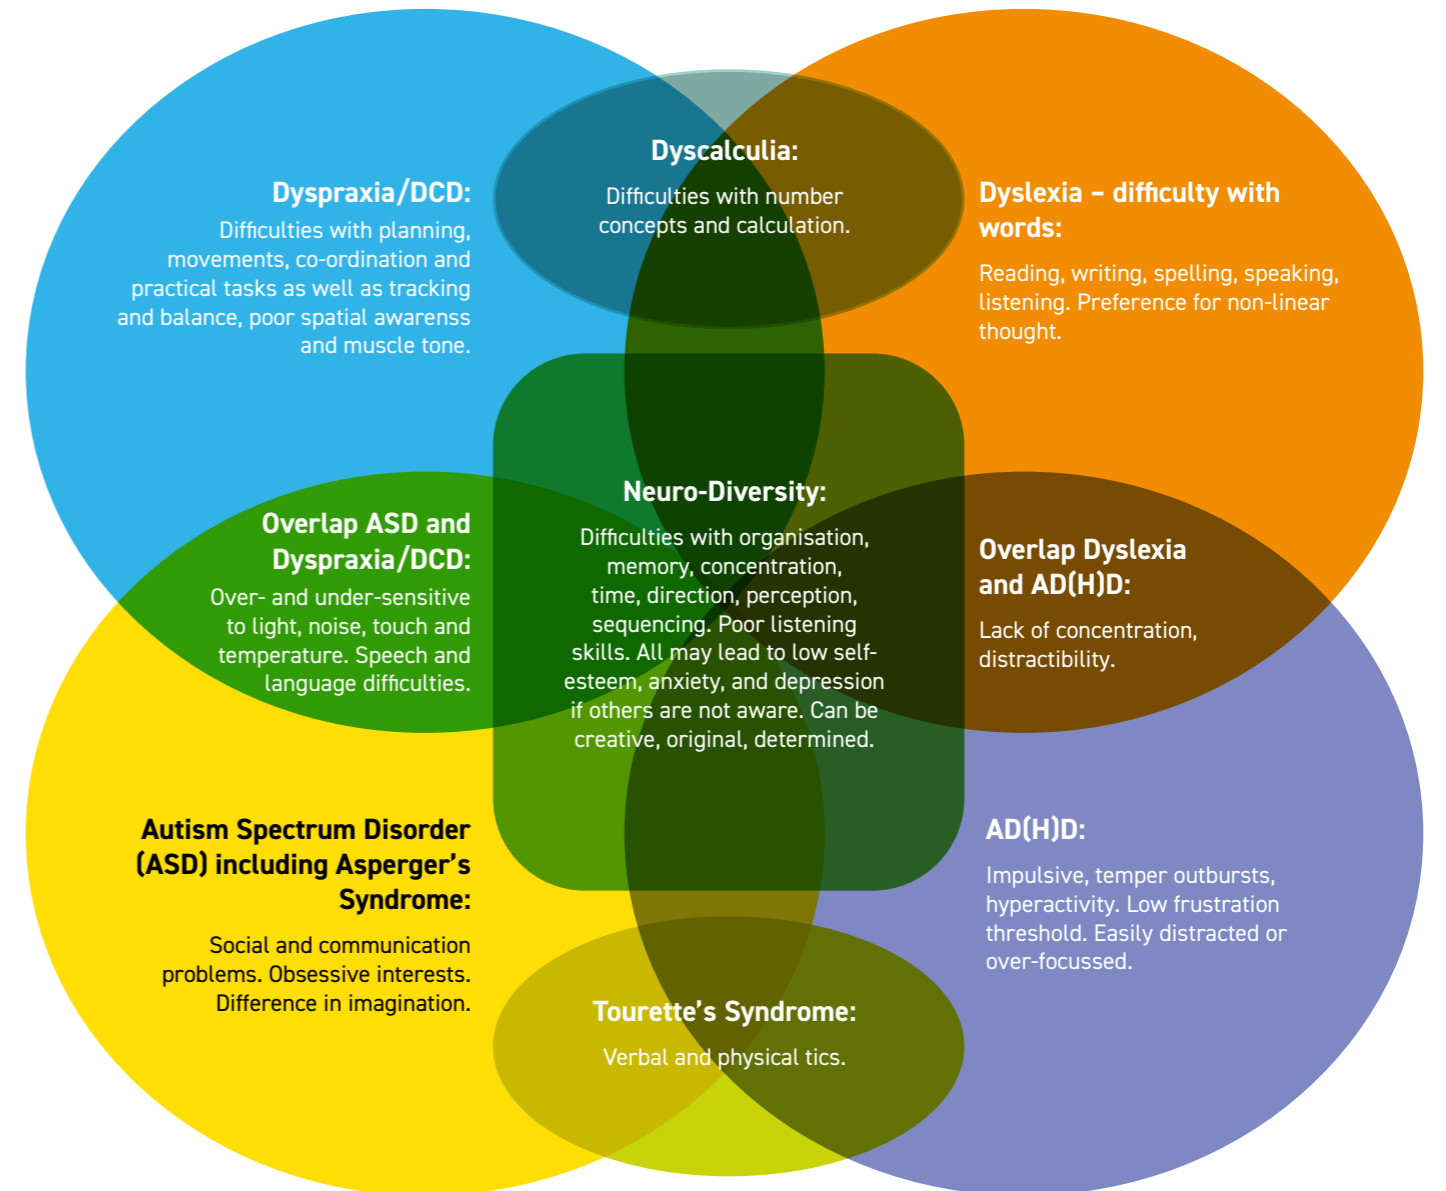 Dyscalculia:
Difficulties with number
concepts and calculation.
Dyspraxia/DCD:
Difficulties with planning,
movements, co-ordination and
practical tasks as well as tracking
and balance, poor spatial awarenss
and muscle tone.
Dyslexia – difficulty with
words:
Reading, writing, spelling, speaking,
listening. Preference for non-linear
thought.
Neuro-Diversity:
Difficulties with organisation,
memory, concentration,
time, direction, perception,
sequencing. Poor listening
skills. All may lead to low self-
esteem, anxiety, and depression
if others are not aware. Can be
creative, original, determined.
Overlap ASD and
Dyspraxia/DCD:
Over- and under-sensitive
to light, noise, touch and
temperature. Speech and
language difficulties.
Overlap Dyslexia
and AD(H)D:
Lack of concentration,
distractibility.
Autism Spectrum Disorder
(ASD) including Asperger's
Syndrome:
Social and communication
problems. Obsessive interests.
Difference in imagination.
AD(H)D:
Impulsive, temper outbursts,
hyperactivity. Low frustration
threshold. Easily distracted or
over-focussed.
Tourette's Syndrome:
Verbal and physical tics.